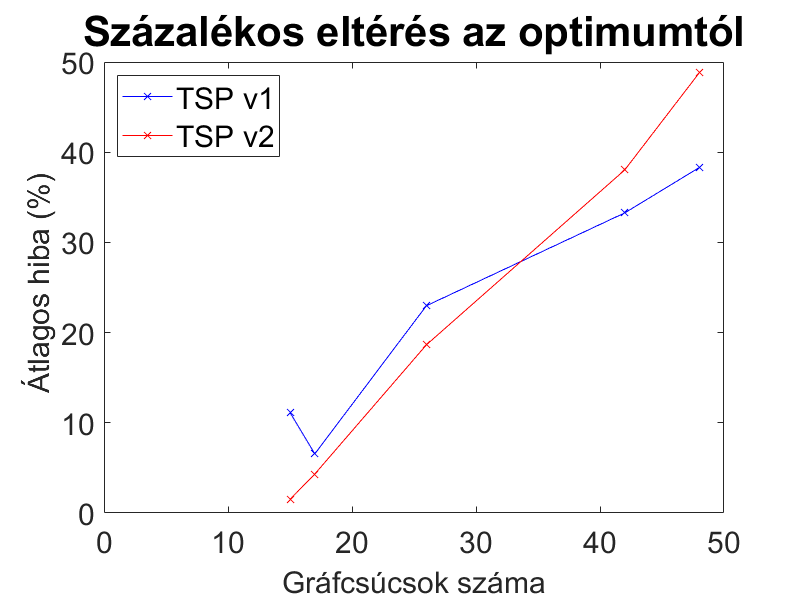 Százalékos eltérés az optimumtól
TSP v1
TSP v2
Átlagos hiba (%)
50
40
30
20
10
0
0 10 20 30 40 50
Gráfcsúcsok száma